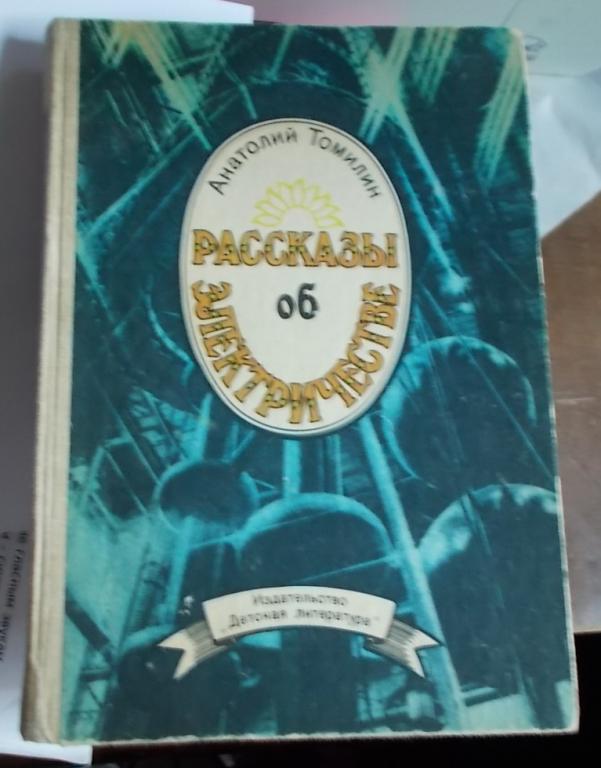 Анатолий Томилин
РАССКАЗЫ
об
ЭЛЕКТРИЧЕСТВЕ
Издательство
"Детская литература"